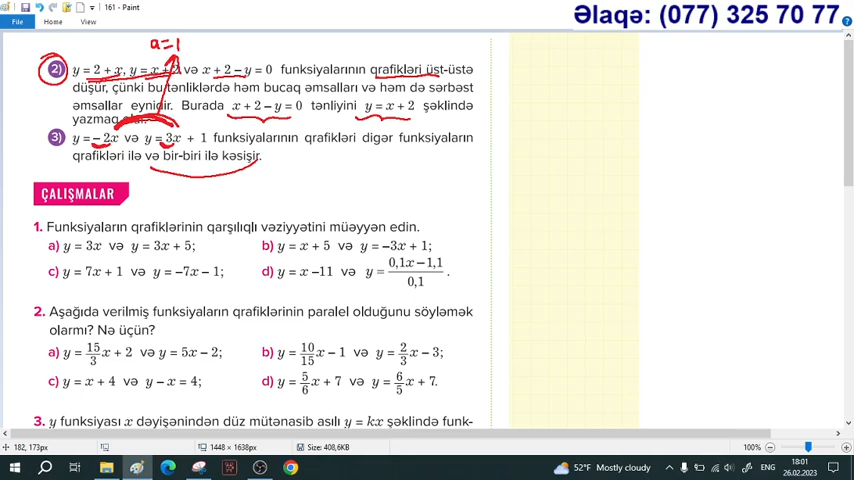 161 - Paint
Əlaqə: (077) 325 70 77
File Home View
a=1
2) y = 2 + x, y = x + 2 və x + 2 – y = 0 funksiyalarının qrafikləri üst-üstə
düşür, çünki bu tənliklərdə həm bucaq əmsalları və həm də sərbəst
əmsallar eynidir. Burada x + 2 – y = 0 tənliyini y = x + 2 şəklində
yazmaq olar.
3) y = – 2x və y = 3x + 1 funksiyalarının qrafikləri digər funksiyaların
qrafikləri ilə və bir-biri ilə kəsişir.
ÇALIŞMALAR
1. Funksiyaların qrafiklərinin qarşılıqlı vəziyyətini müəyyən edin.
a) y = 3x və y = 3x + 5; b) y = x + 5 və y = –3x + 1;
c) y = 7x + 1 və y = –7x – 1; d) y = x –11 və y = (0,1x – 1,1)/0,1 .
2. Aşağıda verilmiş funksiyaların qrafiklərinin paralel olduğunu söyləmək
olarmı? Nə üçün?
a) y = 15/3 x + 2 və y = 5x – 2; b) y = 10/15 x – 1 və y = 2/3 x – 3;
c) y = x + 4 və y – x = 4; d) y = 5/6 x + 7 və y = 6/5 x + 7.
3. y funksiyası x dəyişənindən düz mütənasib asılı y = kx şəklində funk-
182, 173px 1448 × 1638px Size: 408,6KB 100%
52°F Mostly cloudy ENG 18:01
26.02.2023